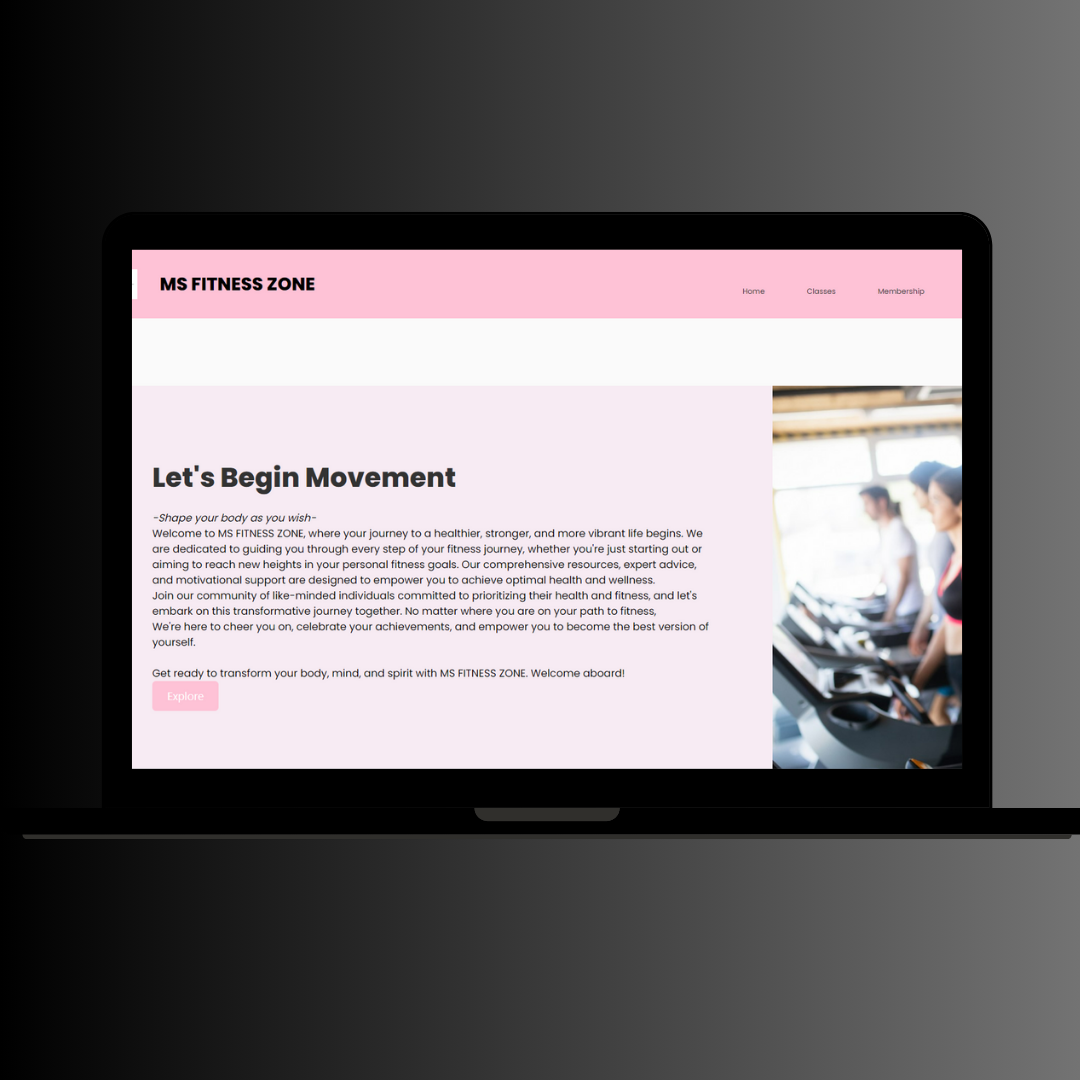 MS FITNESS ZONE
Home Classes Membership
Let's Begin Movement
~Shape your body as you wish~
Welcome to MS FITNESS ZONE, where your journey to a healthier, stronger, and more vibrant life begins. We
are dedicated to guiding you through every step of your fitness journey, whether you're just starting out or
aiming to reach new heights in your personal fitness goals. Our comprehensive resources, expert advice,
and motivational support are designed to empower you to achieve optimal health and wellness.
Join our community of like-minded individuals committed to prioritizing their health and fitness, and let's
embark on this transformative journey together. No matter where you are on your path to fitness,
We're here to cheer you on, celebrate your achievements, and empower you to become the best version of
yourself.
Get ready to transform your body, mind, and spirit with MS FITNESS ZONE. Welcome aboard!
Explore